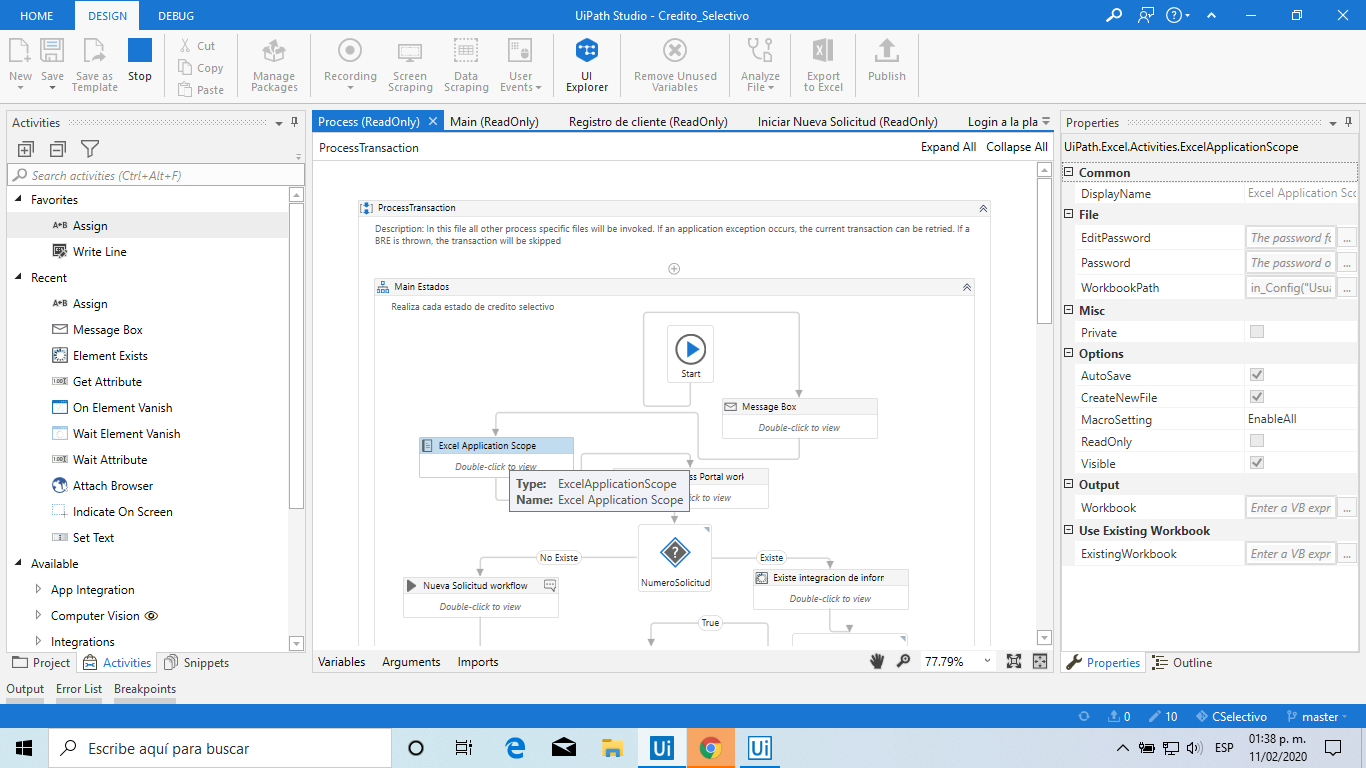 HOME DESIGN DEBUG UiPath Studio - Credito_Selectivo
New Save Save as Template Stop
Cut
Copy
Paste
Manage Packages
Recording
Screen Scraping
Data Scraping
User Events
UI Explorer
Remove Unused Variables
Analyze File
Export to Excel
Publish
Activities
Search activities (Ctrl+Alt+F)
Favorites
A+B Assign
Write Line
Recent
A+B Assign
Message Box
Element Exists
Get Attribute
On Element Vanish
Wait Element Vanish
Wait Attribute
Attach Browser
Indicate On Screen
Set Text
Available
App Integration
Computer Vision
Integrations
Project Activities Snippets
Process (ReadOnly) Main (ReadOnly) Registro de cliente (ReadOnly) Iniciar Nueva Solicitud (ReadOnly) Login a la pla
ProcessTransaction Expand All Collapse All
ProcessTransaction
Description: In this file all other process specific files will be invoked. If an application exception occurs, the current transaction can be retried. If a
BRE is thrown, the transaction will be skipped
Main Estados
Realiza cada estado de credito selectivo
Start
Message Box
Double-click to view
Excel Application Scope
Double-click to view
ss Portal work
ick to view
Type: ExcelApplicationScope
Name: Excel Application Scope
No Existe
NumeroSolicitud
Existe
Nueva Solicitud workflow
Double-click to view
Existe integracion de inforr
Double-click to view
True
Variables Arguments Imports 77.79%
Properties
UiPath.Excel.Activities.ExcelApplicationScope
Common
DisplayName Excel Application Sco
File
EditPassword The password fo ...
Password The password o ...
WorkbookPath in_Config("Usua ...
Misc
Private
Options
AutoSave
CreateNewFile
MacroSetting EnableAll
ReadOnly
Visible
Output
Workbook Enter a VB expr ...
Use Existing Workbook
ExistingWorkbook Enter a VB expr ...
Properties Outline
Output Error List Breakpoints
0 10 CSelectivo master
Escribe aquí para buscar
Ui
Ui
ESP
01:38 p. m.
11/02/2020